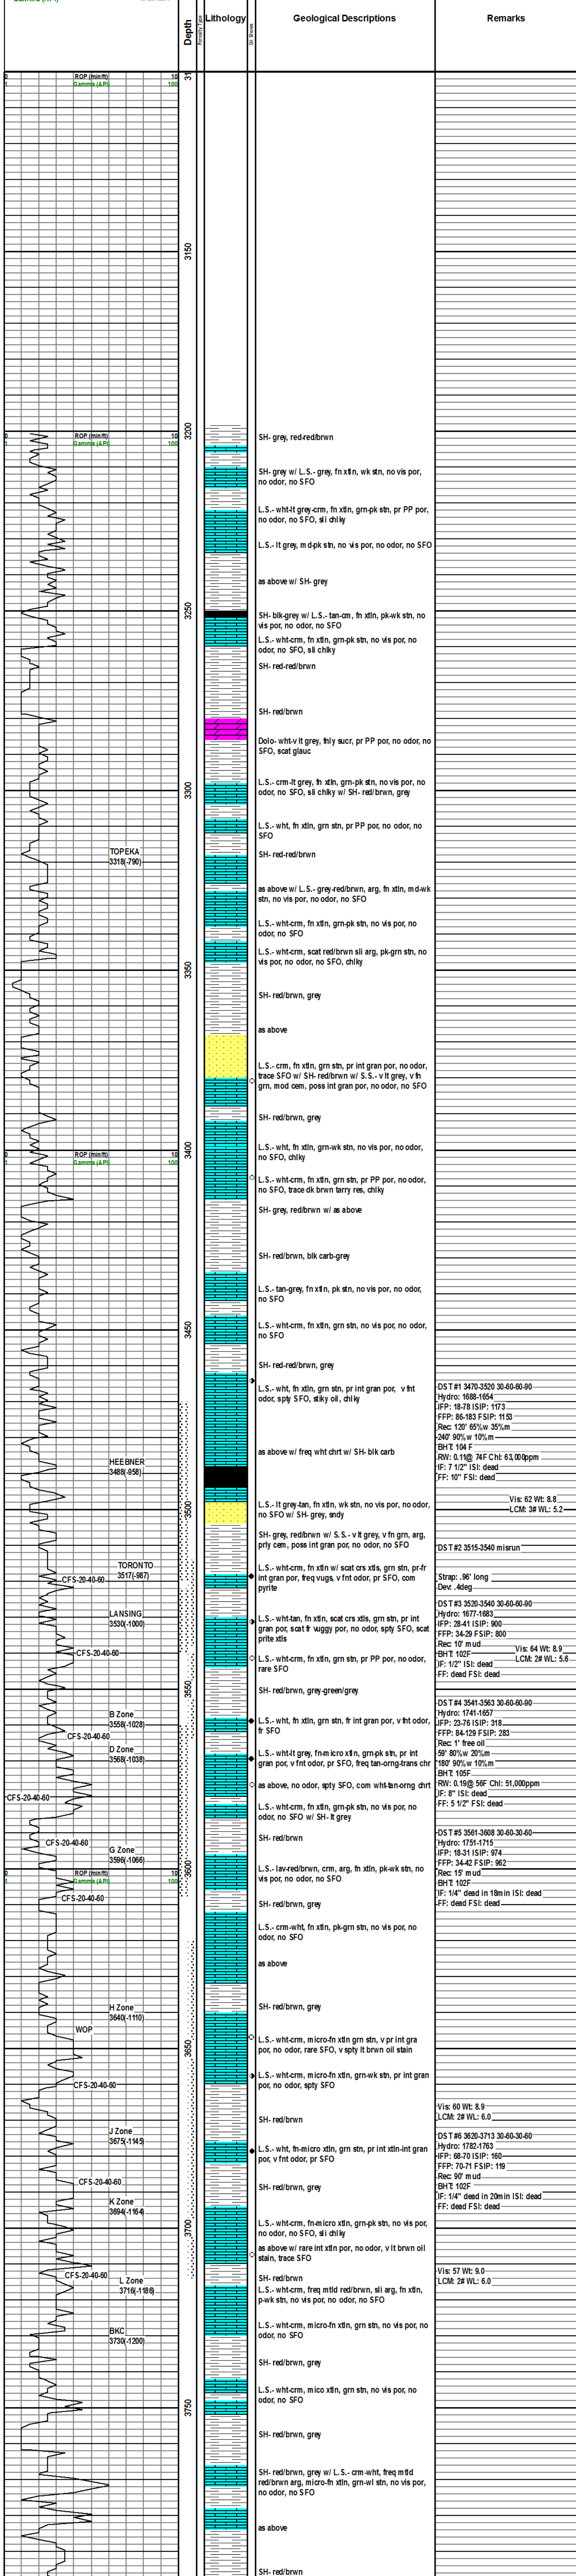 Depth
Porosity Type
Lithology
Oil Shows
Geological Descriptions
Remarks
0 ROP (min/ft) 10
1 Gamma (API) 100
31
3150
3200
0 ROP (min/ft) 10
1 Gamma (API) 100
SH- grey, red-red/brwn
SH- grey w/ L.S.- grey, fn xtln, wk stn, no vis por,
no odor, no SFO
L.S.- wht-lt grey-crm, fn xtln, grn-pk stn, pr PP por,
no odor, no SFO, sli chlky
L.S.- lt grey, md-pk stn, no vis por, no odor, no SFO
as above w/ SH- grey
3250
SH- blk-grey w/ L.S.- tan-crn, fn xtln, pk-wk stn, no
vis por, no odor, no SFO
L.S.- wht-crm, fn xtln, grn-pk stn, no vis por, no
odor, no SFO, sli chlky
SH- red-red/brwn
SH- red/brwn
Dolo- wht-v lt grey, fnly sucr, pr PP por, no odor, no
SFO, scat glauc
3300
L.S.- crm-lt grey, fn xtln, grn-pk stn, no vis por, no
odor, no SFO, sli chlky w/ SH- red/brwn, grey
L.S.- wht, fn xtln, grn stn, pr PP por, no odor, no
SFO
TOPEKA
3318(-790)
SH- red-red/brwn
as above w/ L.S.- grey-red/brwn, arg, fn xtln, md-wk
stn, no vis por, no odor, no SFO
L.S.- wht-crm, fn xtln, grn-pk stn, no vis por, no
odor, no SFO
L.S.- wht-crm, scat red/brwn sli arg, pk-grn stn, no
vis por, no odor, no SFO, chlky
3350
SH- red/brwn, grey
as above
L.S.- crm, fn xtln, grn stn, pr int gran por, no odor,
trace SFO w/ SH- red/brwn w/ S.S.- v lt grey, v fn
grn, mod cem, poss int gran por, no odor, no SFO
SH- red/brwn, grey
3400
0 ROP (min/ft) 10
1 Gamma (API) 100
L.S.- wht, fn xtln, grn-wk stn, no vis por, no odor,
no SFO, chlky
L.S.- wht-crm, fn xtln, grn stn, pr PP por, no odor,
no SFO, trace dk brwn tarry res, chlky
SH- grey, red/brwn w/ as above
SH- red/brwn, blk carb-grey
L.S.- tan-grey, fn xtln, pk stn, no vis por, no odor,
no SFO
3450
L.S.- wht-crm, fn xtln, grn stn, no vis por, no odor,
no SFO
SH- red-red/brwn, grey
L.S.- wht, fn xtln, grn stn, pr int gran por, v fnt
odor, spty SFO, stiky oil, chlky
DST #1 3470-3520 30-60-60-90
Hydro: 1688-1654
IFP: 18-78 ISIP: 1173
FFP: 86-183 FSIP: 1153
Rec: 120' 65%w 35%m
240' 90%w 10%m
BHT: 104 F
RW: 0.11@ 74F Chl: 63,000ppm
IF: 7 1/2" ISI: dead
FF: 10" FSI: dead
as above w/ freq wht chrt w/ SH- blk carb
HEEBNER
3488(-958)
3500
L.S.- lt grey-tan, fn xtln, wk stn, no vis por, no odor,
no SFO w/ SH- grey, sndy
Vis: 62 Wt: 8.8
LCM: 3# WL: 5.2
SH- grey, red/brwn w/ S.S.- v lt grey, v fn grn, arg,
prty cem, poss int gran por, no odor, no SFO
DST #2 3515-3540 misrun
TORONTO
3517(-987)
CFS-20-40-60
L.S.- wht-crm, fn xtln w/ scat crs xtls, grn stn, pr-fr
int gran por, freq vugs, v fnt odor, pr SFO, com
pyrite
Strap: .96' long
Dev: .4deg
LANSING
3530(-1000)
CFS-20-40-60
L.S.- wht-tan, fn xtln, scat crs xtls, grn stn, pr int
gran por, scat fr vuggy por, no odor, spty SFO, scat
prite xtls
L.S.- wht-crm, fn xtln, grn stn, pr PP por, no odor,
rare SFO
DST #3 3520-3540 30-60-60-90
Hydro: 1677-1683
IFP: 28-41 ISIP: 900
FFP: 34-29 FSIP: 800
Rec: 10' mud
BHT: 102F
IF: 1/2" ISI: dead
FF: dead FSI: dead
Vis: 64 Wt: 8.9
LCM: 2# WL: 5.6
3550
SH- red/brwn, grey-green/grey
B Zone
3558(-1028)
CFS-20-40-60
L.S.- wht, fn xtln, grn stn, fr int gran por, v fnt odor,
fr SFO
D Zone
3568(-1038)
L.S.- wht-lt grey, fn-micro xtln, grn-pk stn, pr int
gran por, v fnt odor, pr SFO, freq tan-orng-trans chr
as above, no odor, spty SFO, com wht-tan-orng chrt
CFS-20-40-60
L.S.- wht-crm, fn xtln, grn-pk stn, no vis por, no
odor, no SFO w/ SH- lt grey
DST #4 3541-3563 30-60-60-90
Hydro: 1741-1657
IFP: 23-76 ISIP: 318
FFP: 84-129 FSIP: 283
Rec: 1' free oil
59' 80%w 20%m
180' 90%w 10%m
BHT: 105F
RW: 0.19@ 56F Chl: 51,000ppm
IF: 8" ISI: dead
FF: 5 1/2" FSI: dead
CFS-20-40-60
SH- red/brwn
G Zone
3596(-1066)
3600
0 ROP (min/ft) 10
1 Gamma (API) 100
L.S.- lav-red/brwn, crm, arg, fn xtln, pk-wk stn, no
vis por, no odor, no SFO
DST #5 3561-3608 30-60-30-60
Hydro: 1751-1715
IFP: 18-31 ISIP: 974
FFP: 34-42 FSIP: 962
Rec: 15' mud
BHT: 102F
IF: 1/4" dead in 18min ISI: dead
FF: dead FSI: dead
CFS-20-40-60
SH- red/brwn, grey
L.S.- crm-wht, fn xtln, pk-grn stn, no vis por, no
odor, no SFO
as above
SH- red/brwn, grey
H Zone
3640(-1110)
WOP
3650
L.S.- wht-crm, micro-fn xtln grn stn, v pr int gra
por, no odor, rare SFO, v spty lt brwn oil stain
CFS-20-40-60
L.S.- wht-crm, micro-fn xtln, grn-wk stn, pr int gran
por, no odor, spty SFO
SH- red/brwn
Vis: 60 Wt: 8.9
LCM: 2# WL: 6.0
J Zone
3675(-1145)
L.S.- wht, fn-micro xtln, grn stn, pr int xtln-int gran
por, v fnt odor, pr SFO
DST #6 3620-3713 30-60-30-60
Hydro: 1782-1763
IFP: 68-70 ISIP: 160
FFP: 70-71 FSIP: 119
Rec: 90' mud
BHT: 102F
IF: 1/4" dead in 20min ISI: dead
FF: dead FSI: dead
CFS-20-40-60
SH- red/brwn, grey
K Zone
3694(-1164)
3700
L.S.- wht-crm, fn-micro xtln, grn-pk stn, no vis por,
no odor, no SFO, sli chlky
as above w/ rare int xtln por, no odor, v lt brwn oil
stain, trace SFO
CFS-20-40-60
L Zone
3716(-1186)
SH- red/brwn
L.S.- wht-crm, freq mtld red/brwn, sli arg, fn xtln,
p-wk stn, no vis por, no odor, no SFO
Vis: 57 Wt: 9.0
LCM: 2# WL: 6.0
BKC
3730(-1200)
L.S.- wht-crm, micro-fn xtln, grn stn, no vis por, no
odor, no SFO
SH- red/brwn, grey
L.S.- wht-crm, mico xtln, grn stn, no vis por, no
odor, no SFO
3750
SH- red/brwn, grey
SH- red/brwn, grey w/ L.S.- crm-wht, freq mtld
red/brwn arg, micro-fn xtln, grn-wl stn, no vis por,
no odor, no SFO
as above
SH- red/brwn